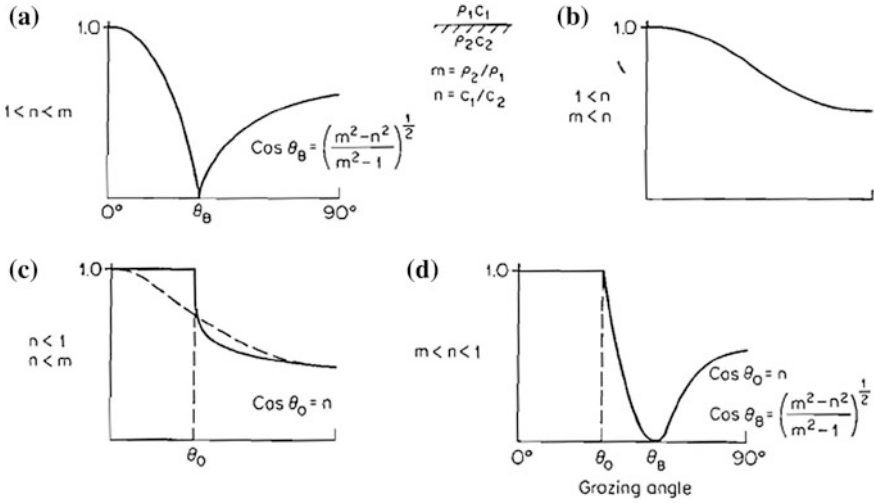 (a)
1.0
1 < n < m
Cos θB = ((m²−n²)/(m²−1))^½
0°
θB
90°
ρ1C1
ρ2C2
m = ρ2/ρ1
n = C1/C2
(b)
1.0
1 < n
m < n
(c)
1.0
n < 1
n < m
Cos θ0 = n
θ0
(d)
1.0
m < n < 1
Cos θ0 = n
Cos θB = ((m²−n²)/(m²−1))^½
0°
θ0
θB
90°
Grazing angle